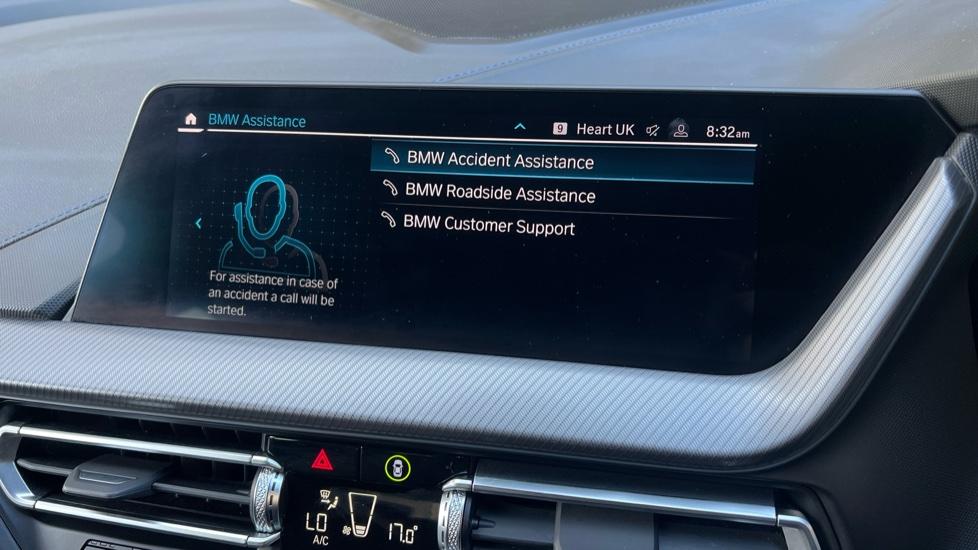 BMW Assistance
9 Heart UK 8:32am
BMW Accident Assistance
BMW Roadside Assistance
BMW Customer Support
For assistance in case of
an accident a call will be
started.
LO
A/C
17.0°